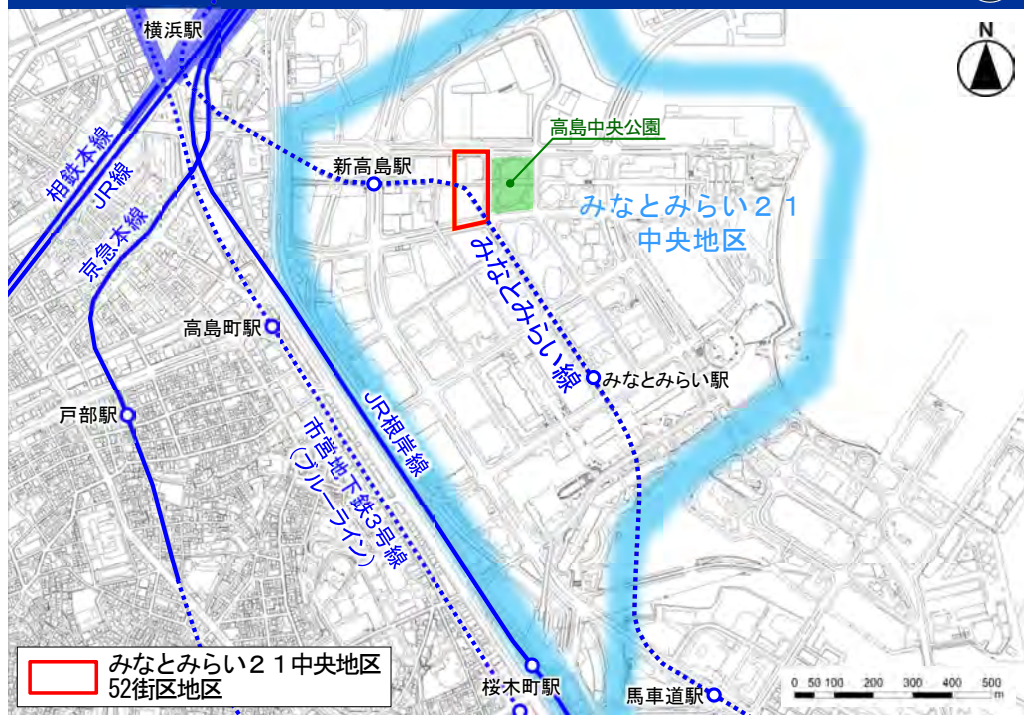 横浜駅
N
高島中央公園
新高島駅
相鉄本線
JR線
京急本線
みなとみらい２１
中央地区
みなとみらい線
高島町駅
みなとみらい駅
戸部駅
JR根岸線
市営地下鉄3号線
(ブルーライン)
みなとみらい２１中央地区
52街区地区
桜木町駅
馬車道駅
0 50 100 200 300 400 500
m